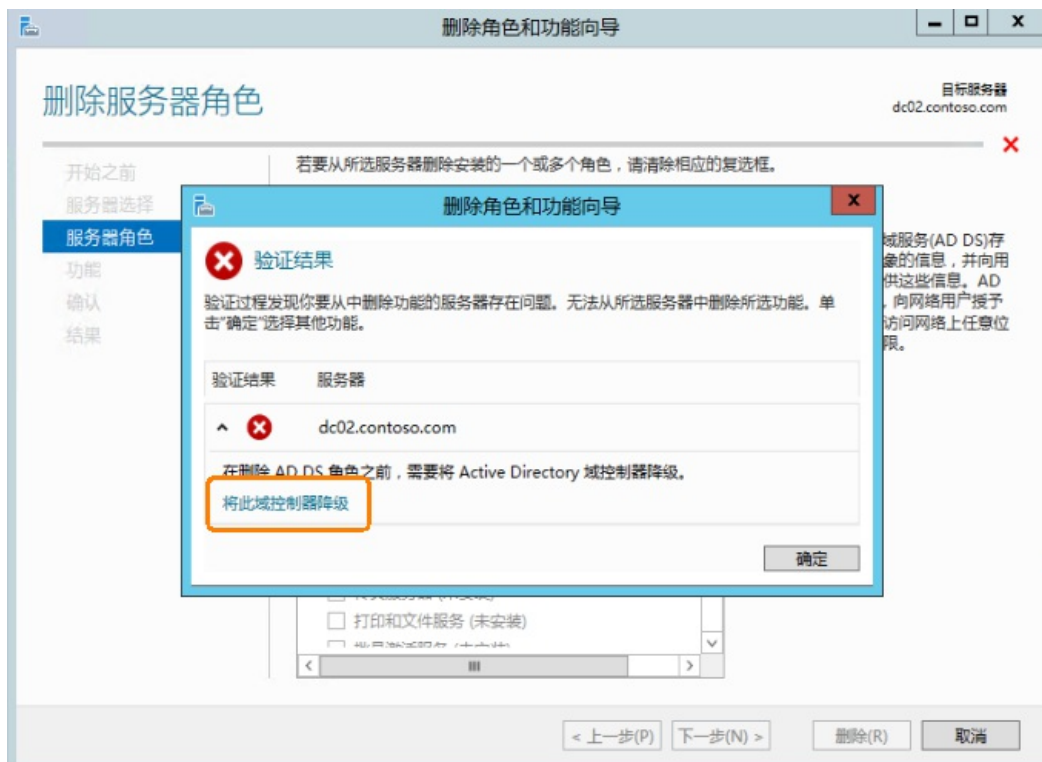 删除角色和功能向导
删除服务器角色
目标服务器
dc02.contoso.com
开始之前
服务器选择
服务器角色
功能
确认
结果
若要从所选服务器删除安装的一个或多个角色，请清除相应的复选框。
删除角色和功能向导
验证结果
验证过程发现你要从中删除功能的服务器存在问题。无法从所选服务器中删除所选功能。单
击"确定"选择其他功能。
验证结果 服务器
dc02.contoso.com
在删除 AD DS 角色之前，需要将 Active Directory 域控制器降级。
将此域控制器降级
确定
域服务(AD DS)存
象的信息，并向用
供这些信息。AD
，向网络用户授予
访问网络上任意位
限。
打印和文件服务 (未安装)
< 上一步(P) 下一步(N) > 删除(R) 取消